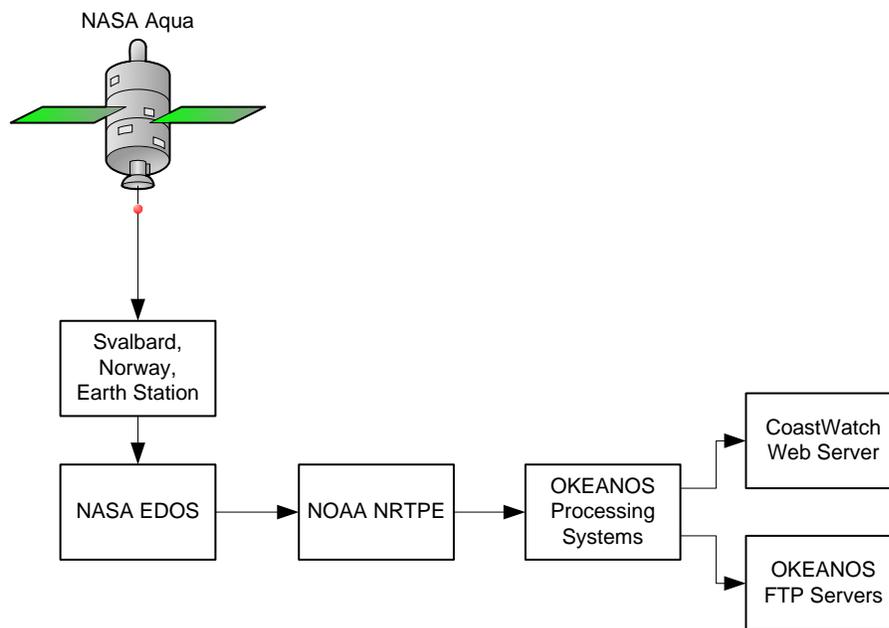 NASA Aqua
Svalbard,
Norway,
Earth Station
NASA EDOS
NOAA NRTPE
OKEANOS
Processing
Systems
CoastWatch
Web Server
OKEANOS
FTP Servers